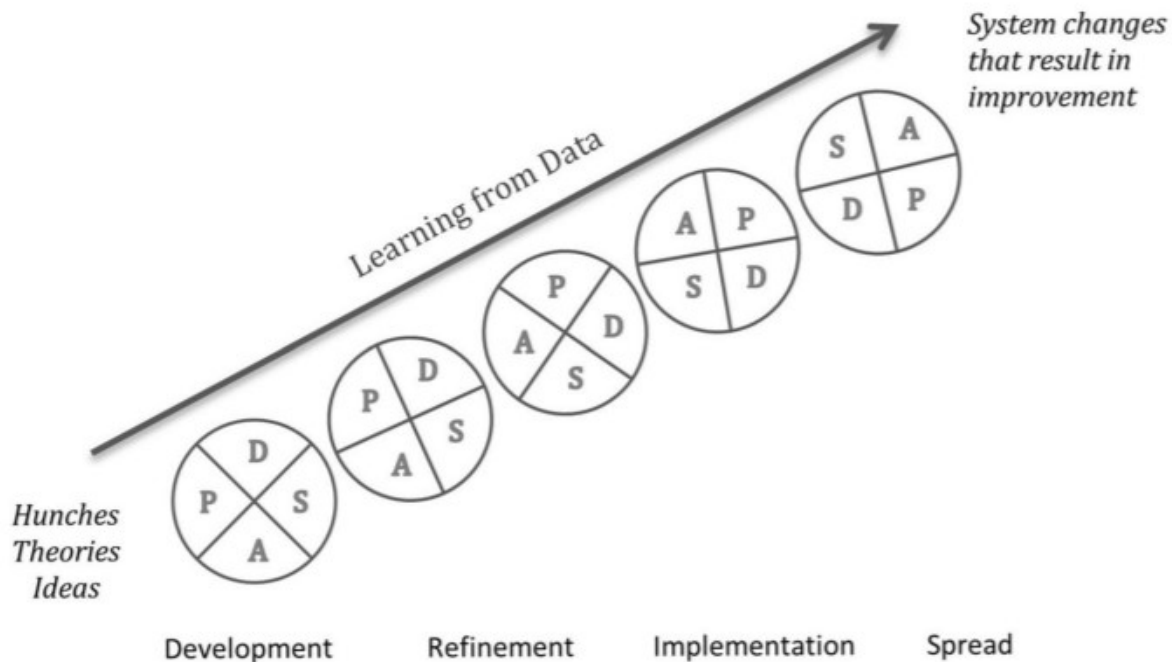 System changes
that result in
improvement
Learning from Data
S A
D P
A P
S D
P
A D
S
P D
A S
D
P S
A
Hunches
Theories
Ideas
Development Refinement Implementation Spread